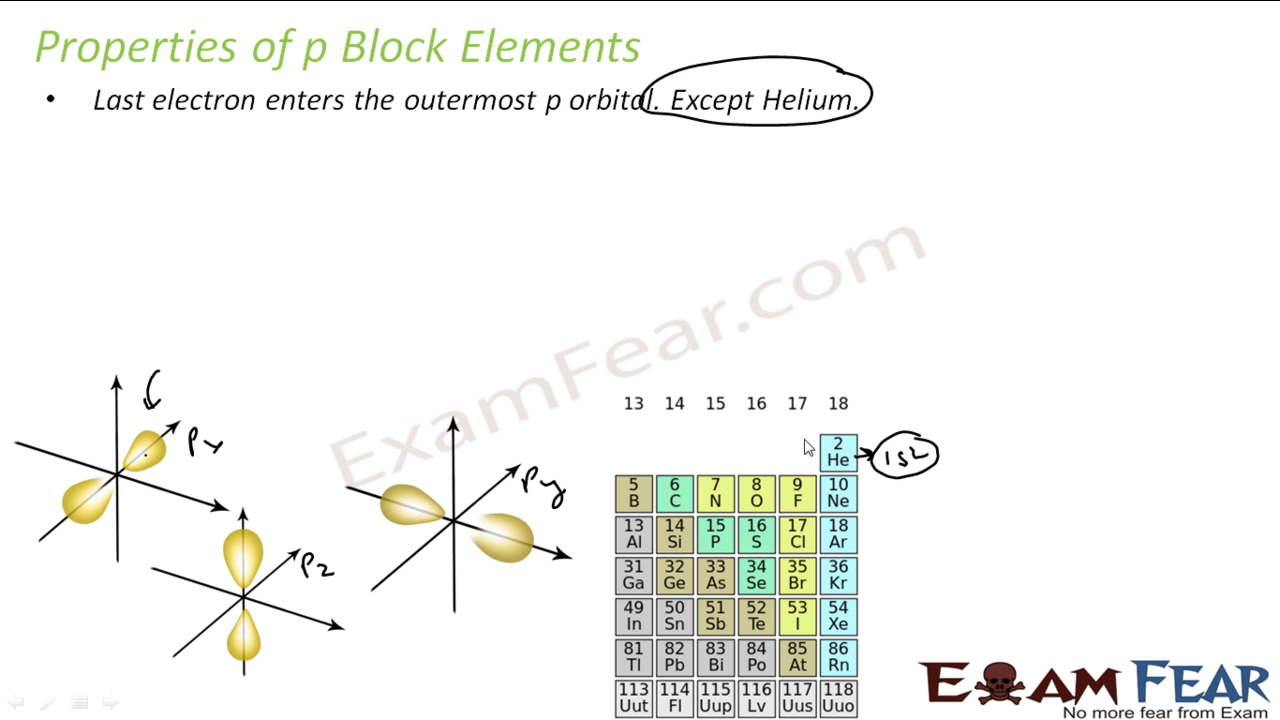 Properties of p Block Elements
• Last electron enters the outermost p orbital. Except Helium.
ExamFear.com
13 14 15 16 17 18
2
He
1s2
5 6 7 8 9 10
B C N O F Ne
13 14 15 16 17 18
Al Si P S Cl Ar
31 32 33 34 35 36
Ga Ge As Se Br Kr
49 50 51 52 53 54
In Sn Sb Te I Xe
81 82 83 84 85 86
Tl Pb Bi Po At Rn
113 114 115 116 117 118
Uut Fl Uup Lv Uus Uuo
Px
Pz
Py
EXAM FEAR
No more fear from Exam